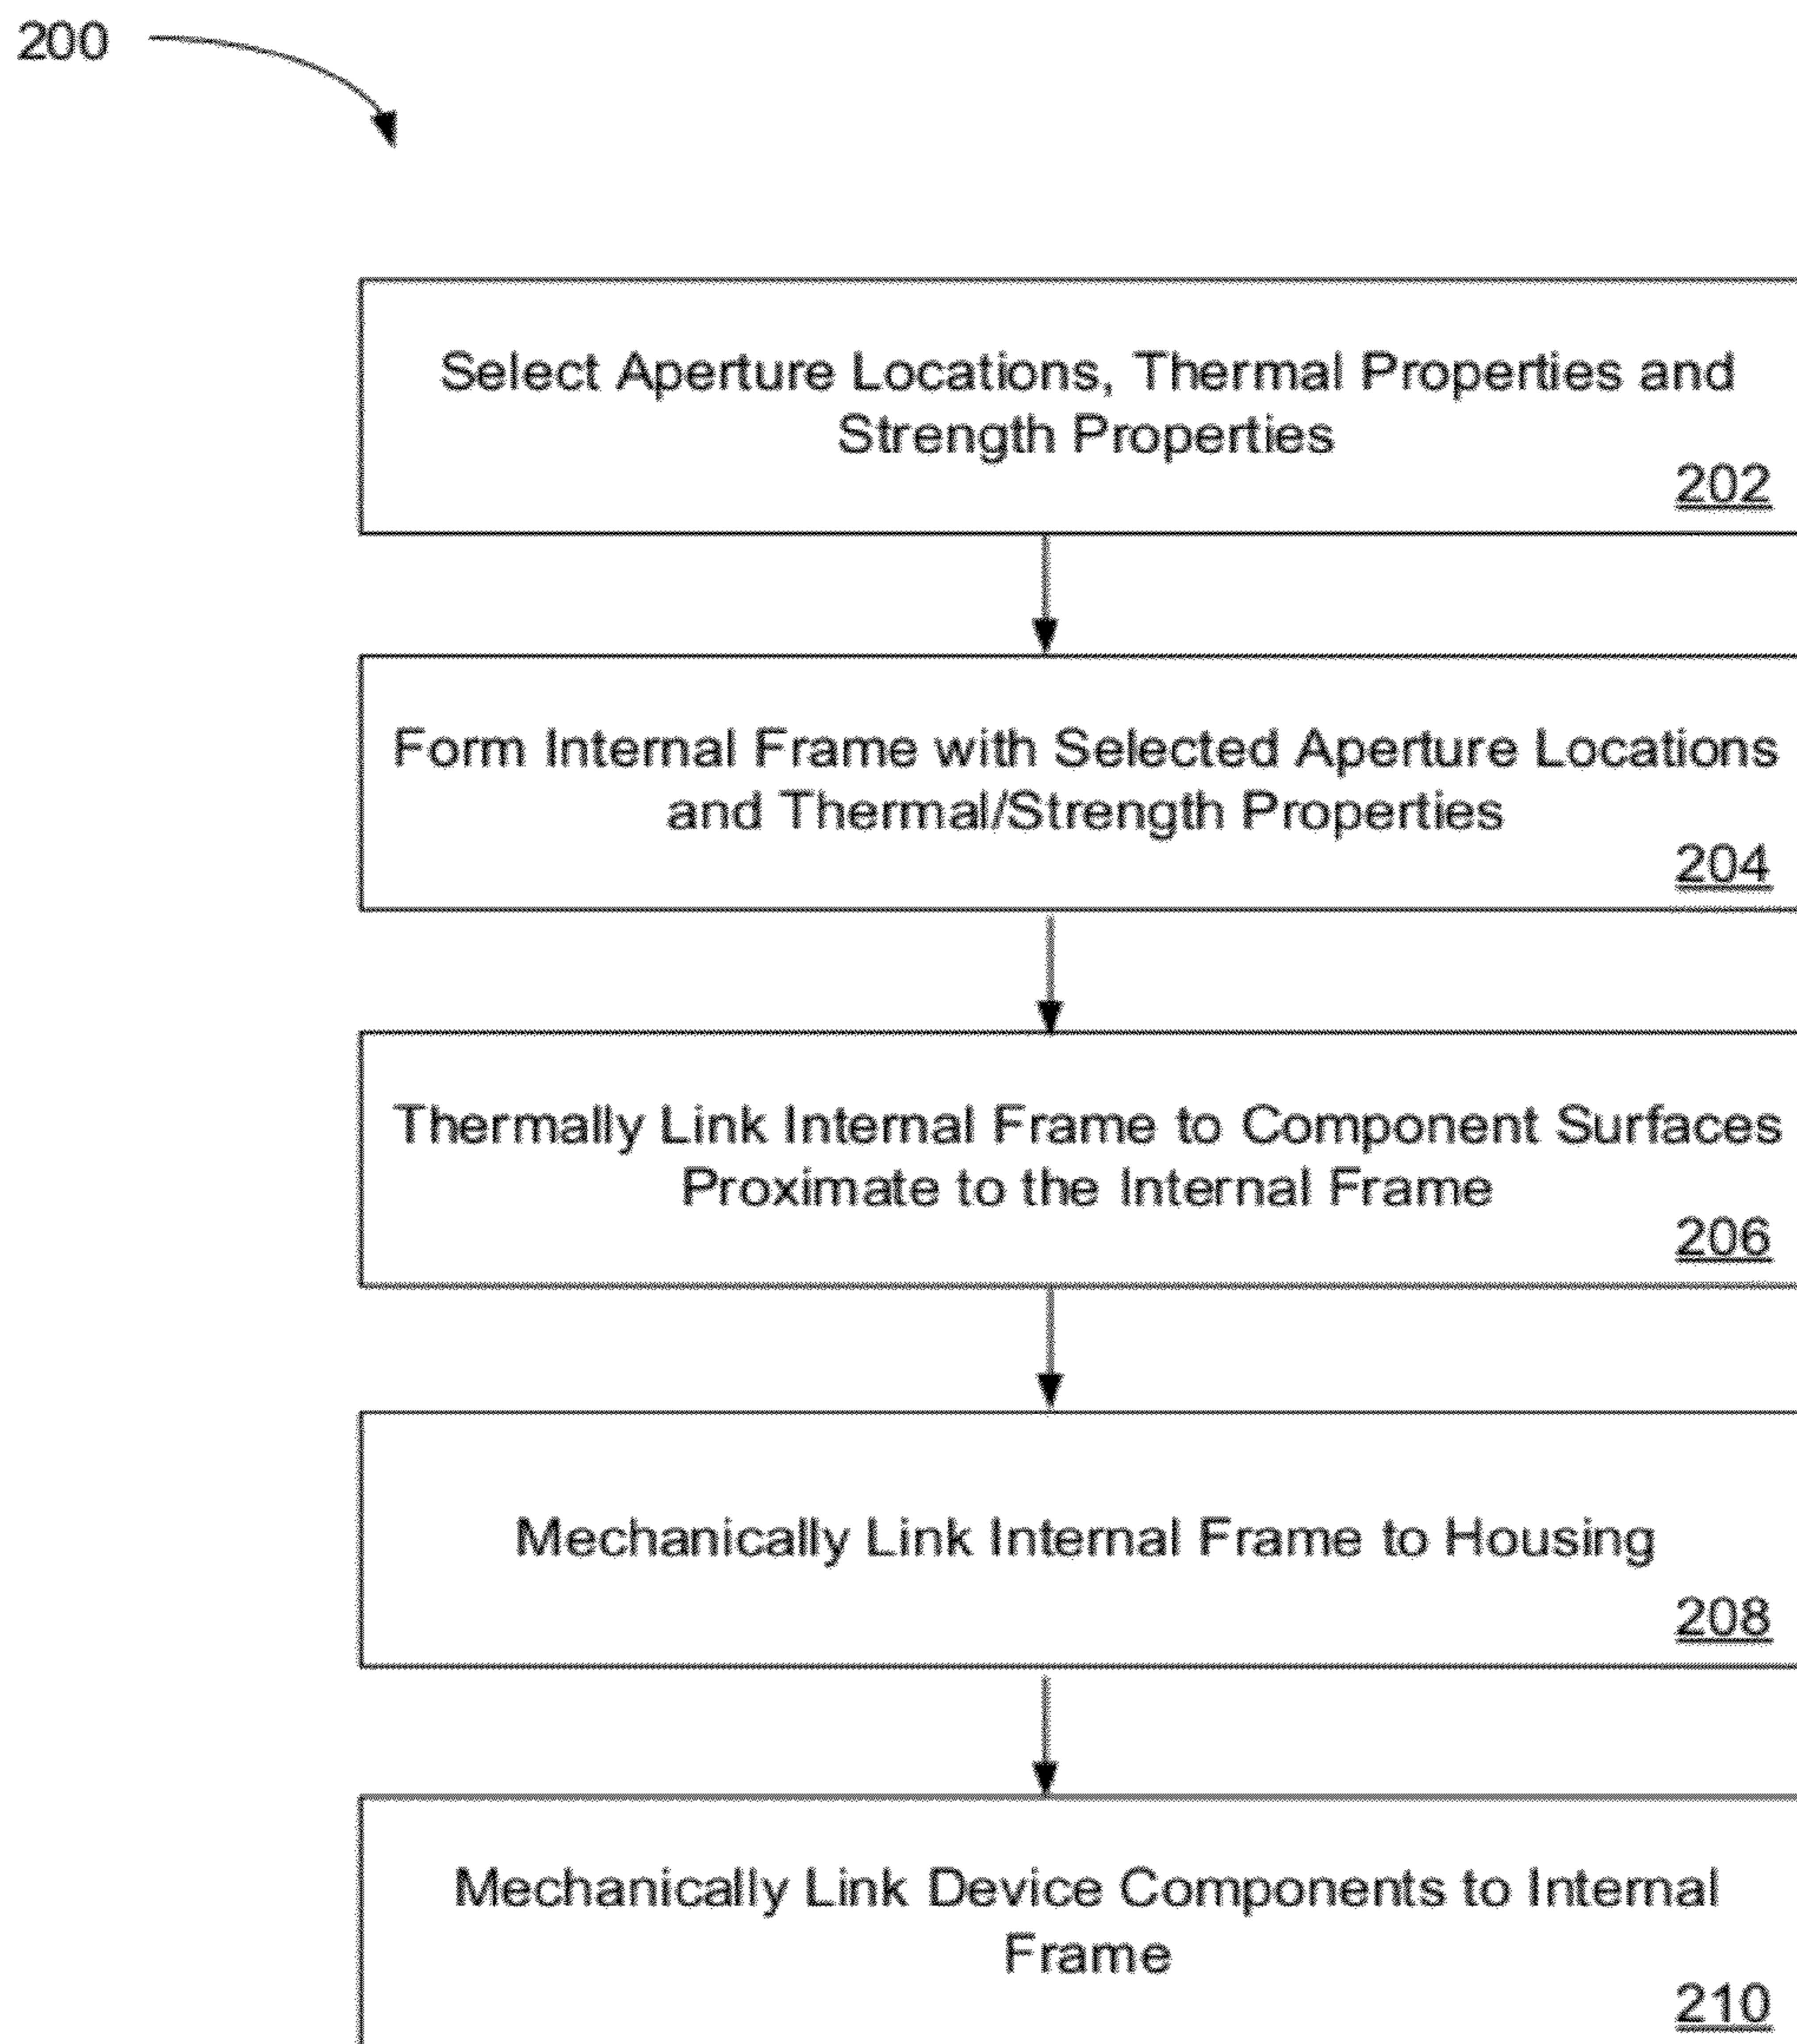 200
Select Aperture Locations, Thermal Properties and
Strength Properties
202
Form Internal Frame with Selected Aperture Locations
and Thermal/Strength Properties
204
Thermally Link Internal Frame to Component Surfaces
Proximate to the Internal Frame
206
Mechanically Link Internal Frame to Housing
208
Mechanically Link Device Components to Internal
Frame
210